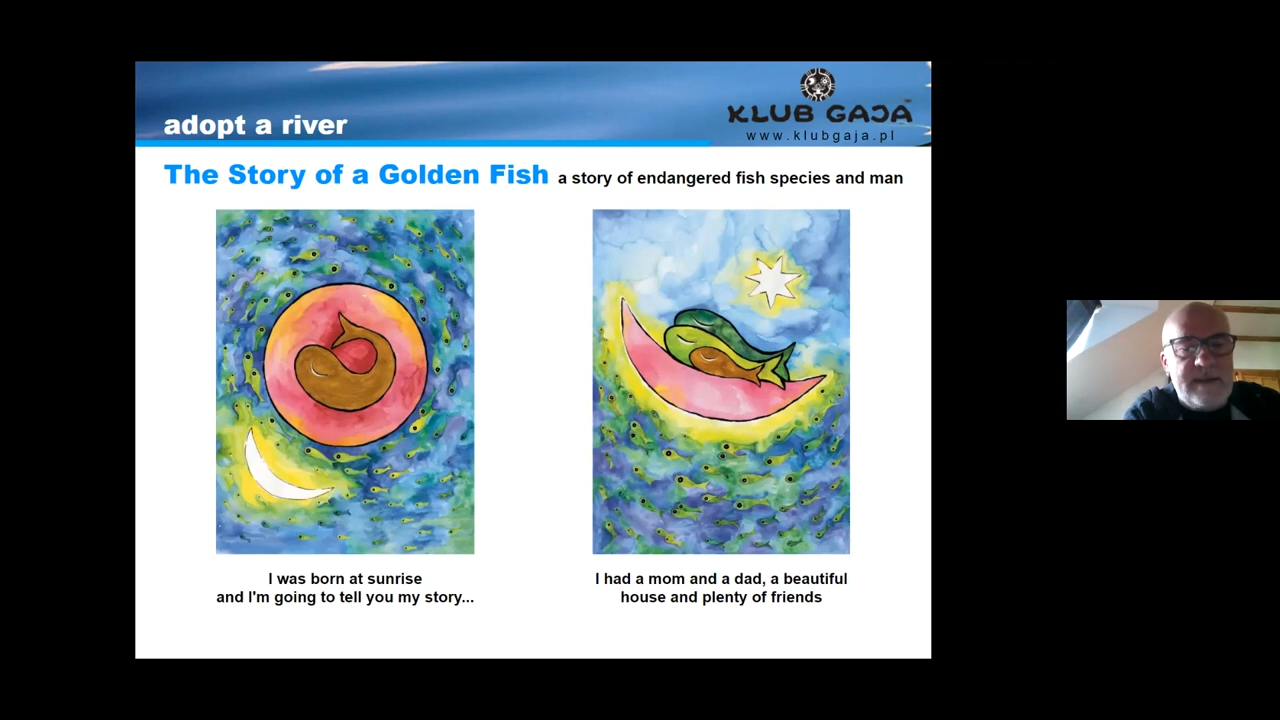 adopt a river
KLUB GAJA
www.klubgaja.pl
The Story of a Golden Fish a story of endangered fish species and man
I was born at sunrise
and I'm going to tell you my story...
I had a mom and a dad, a beautiful
house and plenty of friends